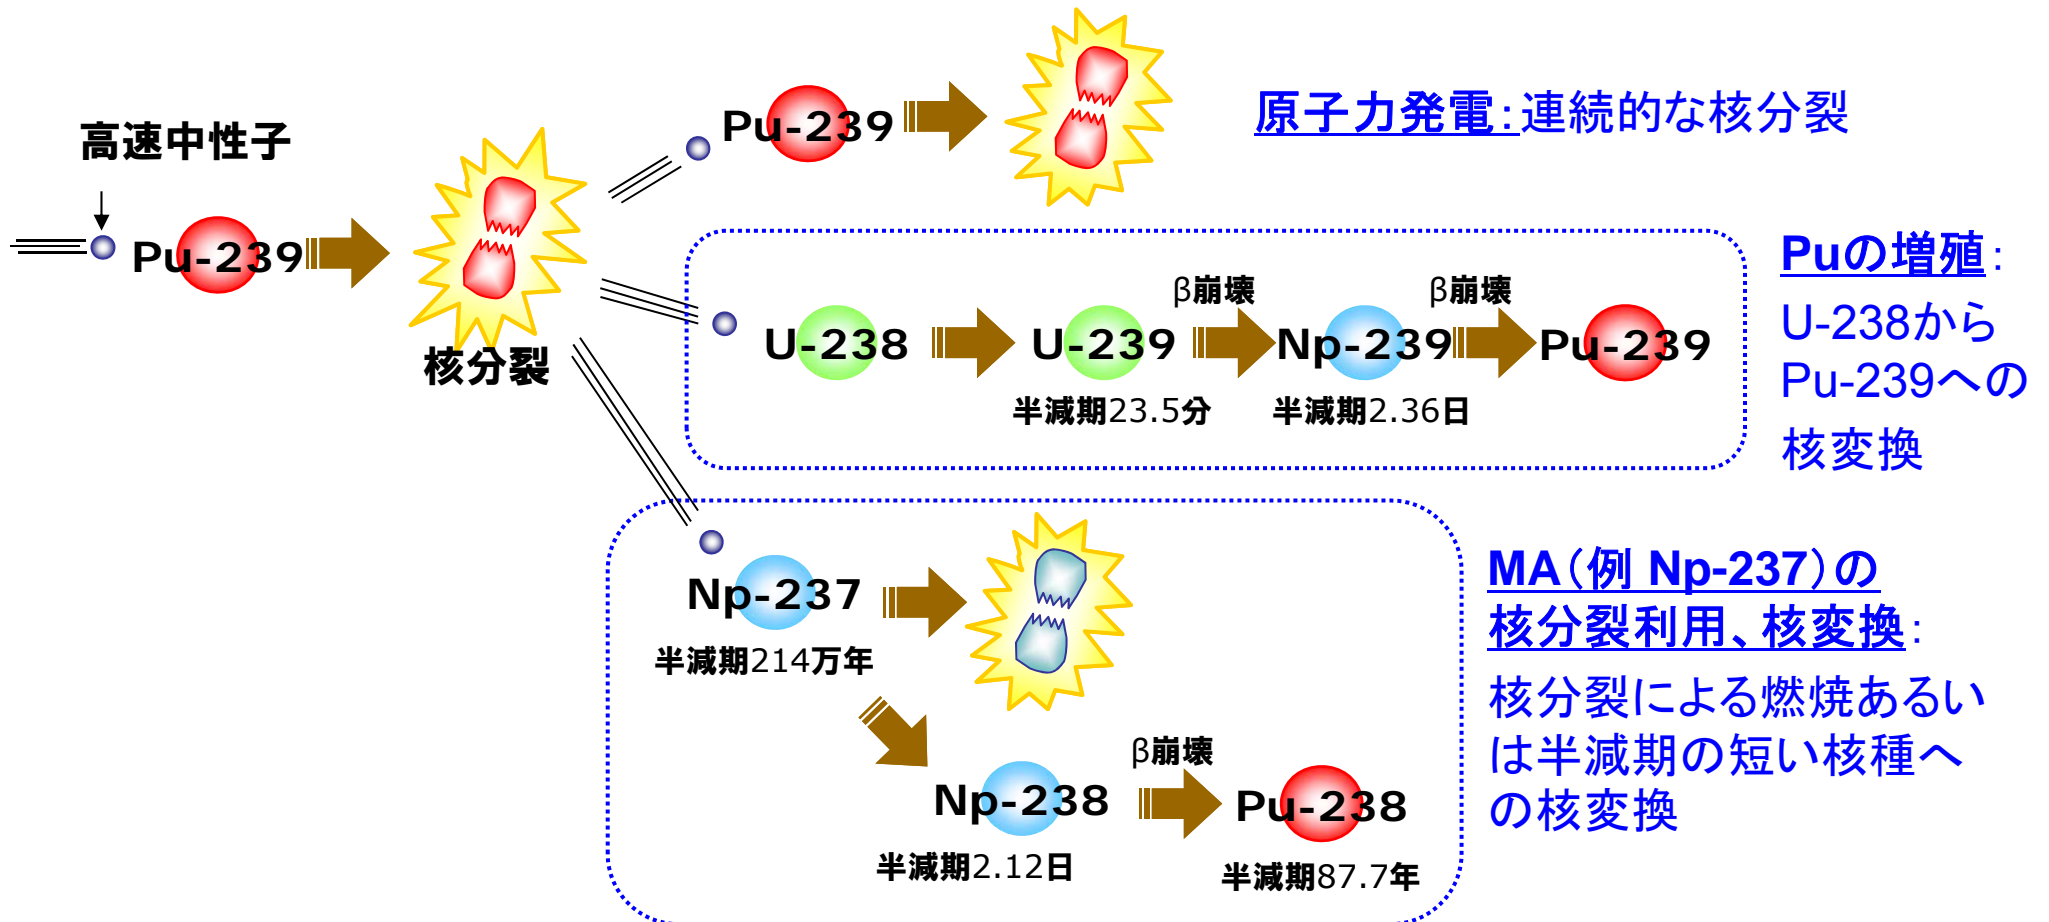 高速中性子
Pu-239
核分裂
Pu-239
原子力発電：連続的な核分裂
U-238
U-239
半減期23.5分
β崩壊
Np-239
半減期2.36日
β崩壊
Pu-239
Puの増殖：
U-238から
Pu-239への
核変換
Np-237
半減期214万年
Np-238
半減期2.12日
β崩壊
Pu-238
半減期87.7年
MA（例 Np-237）の
核分裂利用、核変換：
核分裂による燃焼あるい
は半減期の短い核種へ
の核変換